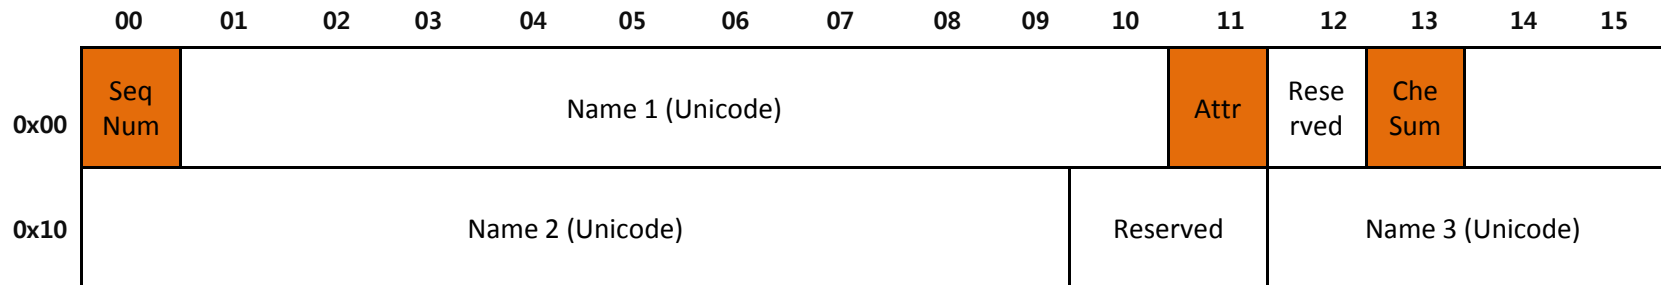 00 01 02 03 04 05 06 07 08 09 10 11 12 13 14 15
0x00
Seq
Num
Name 1 (Unicode)
Attr
Rese
rved
Che
Sum
0x10
Name 2 (Unicode)
Reserved
Name 3 (Unicode)